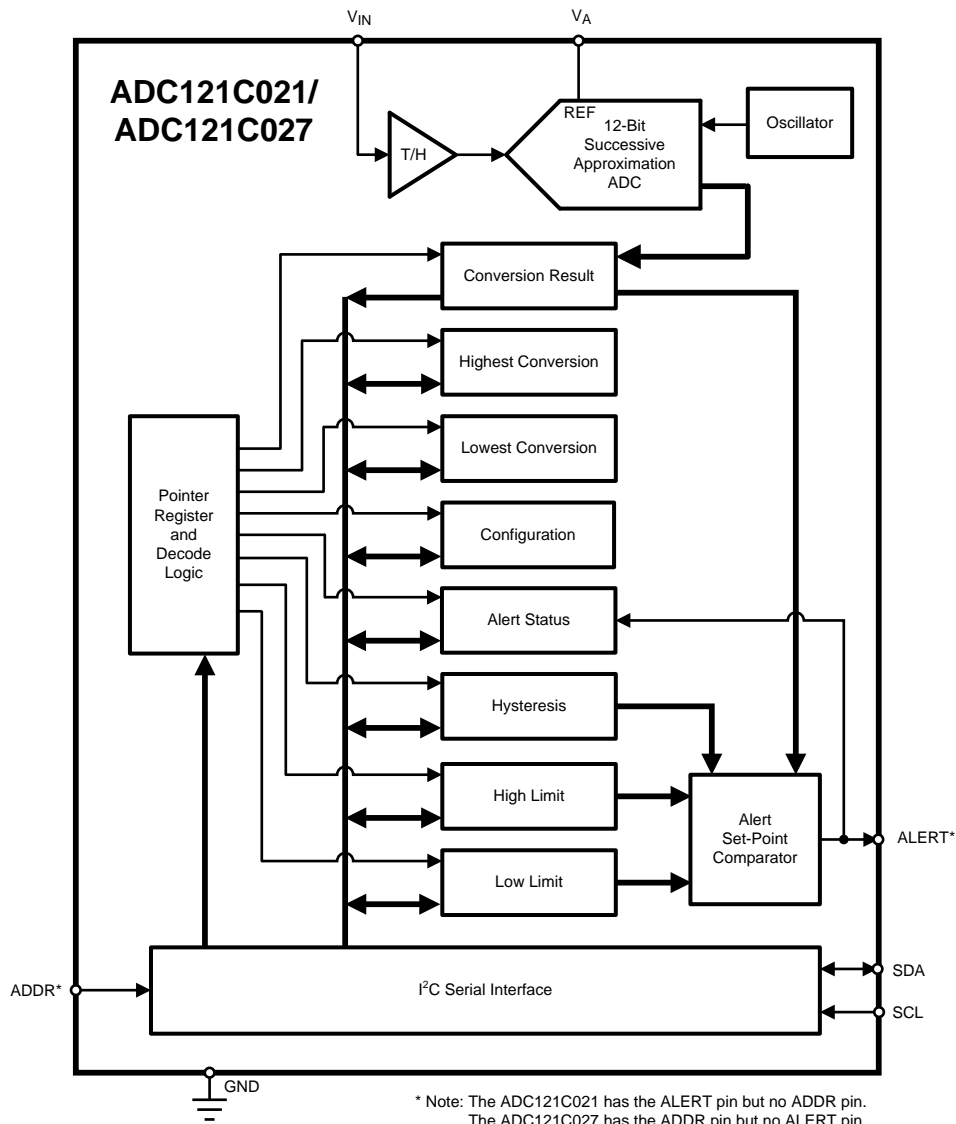 V_IN
V_A
ADC121C021/
ADC121C027
T/H
REF
12-Bit
Successive
Approximation
ADC
Oscillator
Conversion Result
Highest Conversion
Lowest Conversion
Pointer
Register
and
Decode
Logic
Configuration
Alert Status
Hysteresis
High Limit
Alert
Set-Point
Comparator
ALERT*
Low Limit
I²C Serial Interface
ADDR*
SDA
SCL
GND
* Note: The ADC121C021 has the ALERT pin but no ADDR pin.
The ADC121C027 has the ADDR pin but no ALERT pin.